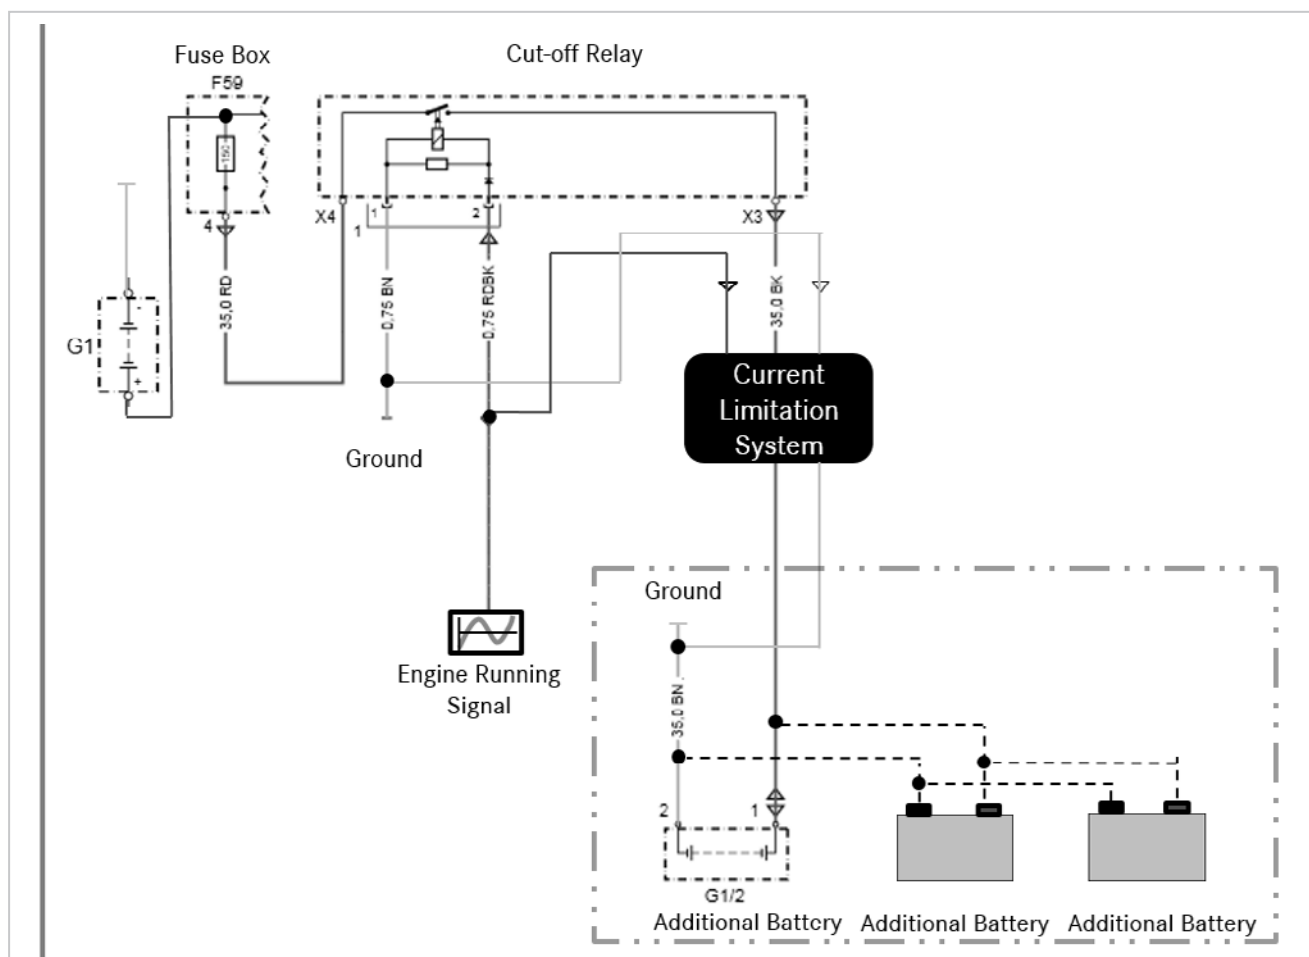 Fuse Box
Cut-off Relay
F59
150
4
X4
1
2
1
X3
35,0 RD
0,75 BN
0,75 RDBK
35,0 BK
-
G1
+
Current
Limitation
System
Ground
Ground
Engine Running
Signal
35,0 BN
2
1
G1/2
Additional Battery
Additional Battery
Additional Battery